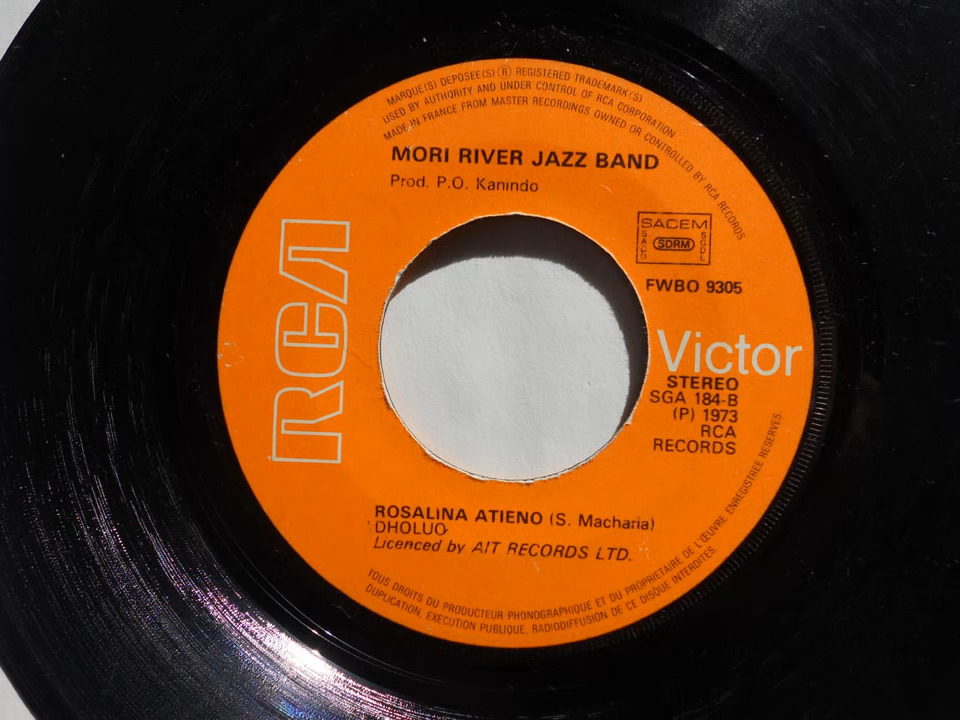 MARQUE(S) DEPOSEE(S) ® REGISTERED TRADEMARK(S)
USED BY AUTHORITY AND UNDER CONTROL OF RCA CORPORATION
MADE IN FRANCE FROM MASTER RECORDINGS OWNED OR CONTROLLED BY RCA RECORDS
MORI RIVER JAZZ BAND
Prod. P.O. Kanindo
SACEM
SACD
SDRM
SGDL
FWBO 9305
RCA
Victor
STEREO
SGA 184-B
(P) 1973
RCA
RECORDS
ROSALINA ATIENO (S. Macharia)
DHOLUO
Licenced by AIT RECORDS LTD.
TOUS DROITS DU PRODUCTEUR PHONOGRAPHIQUE ET DU PROPRIETAIRE DE L'ŒUVRE ENREGISTREE RESERVES
DUPLICATION, EXECUTION PUBLIQUE, RADIODIFFUSION DE CE DISQUE INTERDITES.